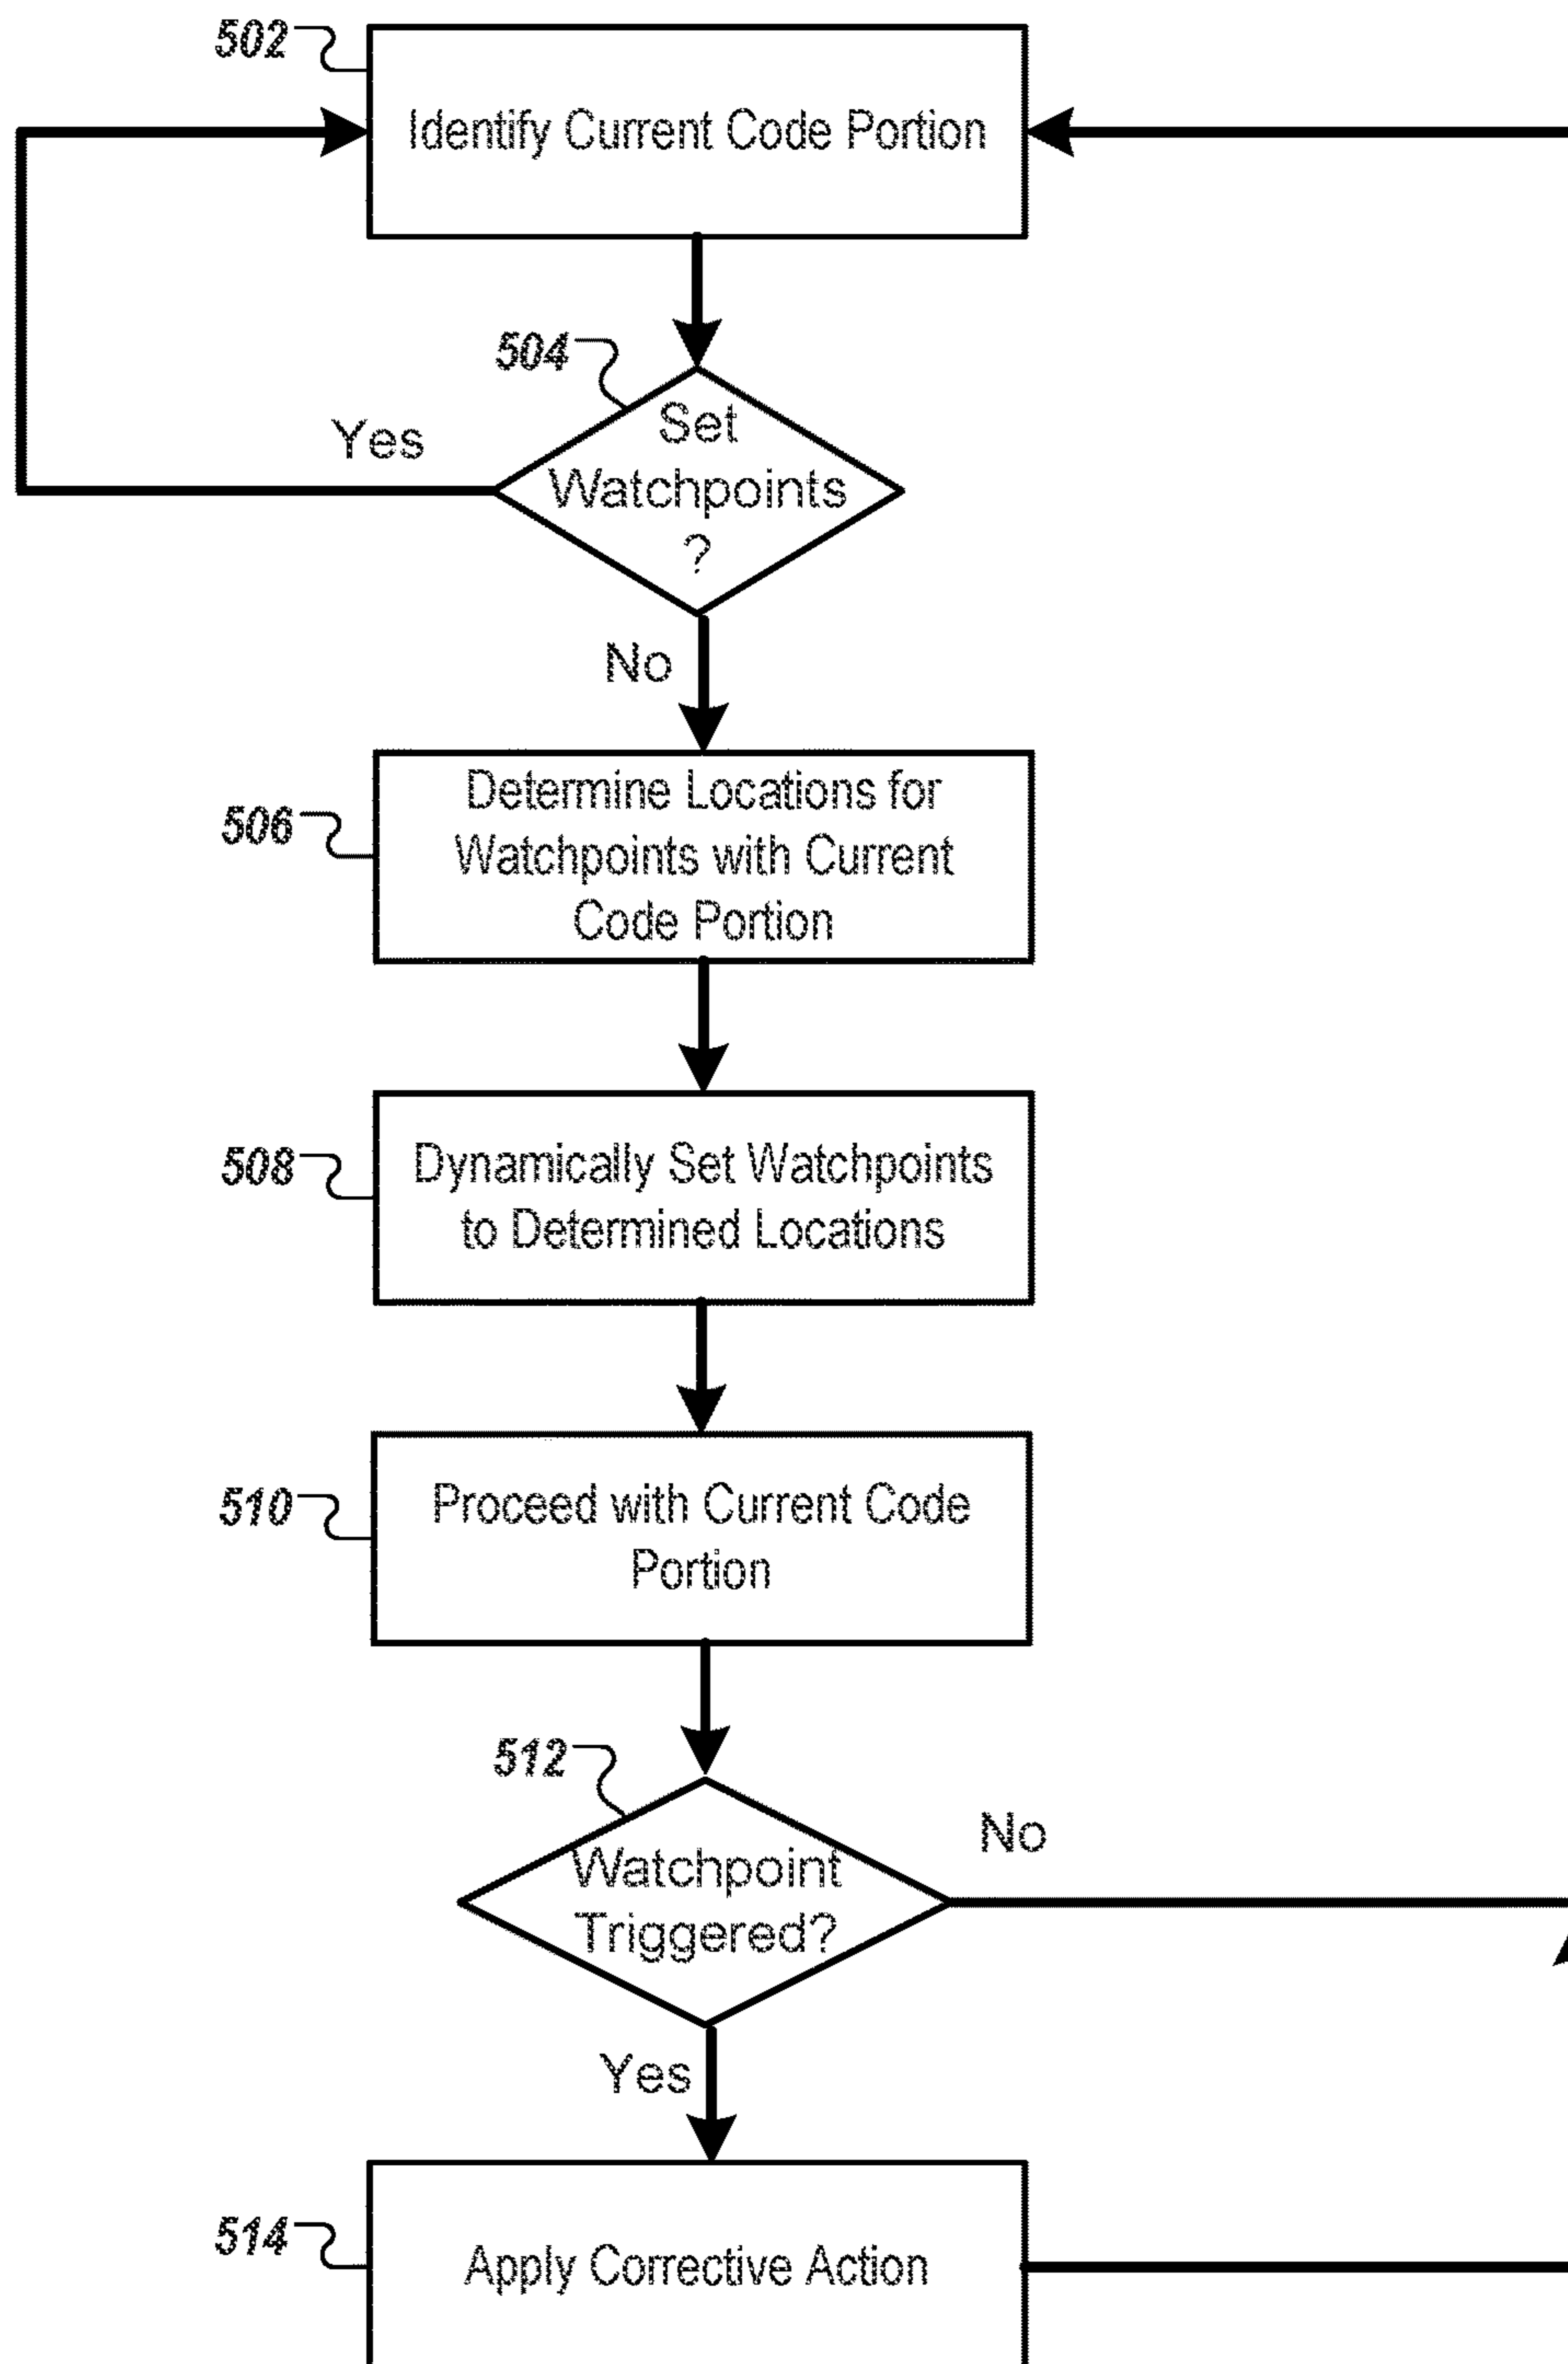 502
Identify Current Code Portion
504
Set
Watchpoints
?
Yes
No
506
Determine Locations for
Watchpoints with Current
Code Portion
508
Dynamically Set Watchpoints
to Determined Locations
510
Proceed with Current Code
Portion
512
Watchpoint
Triggered?
No
Yes
514
Apply Corrective Action